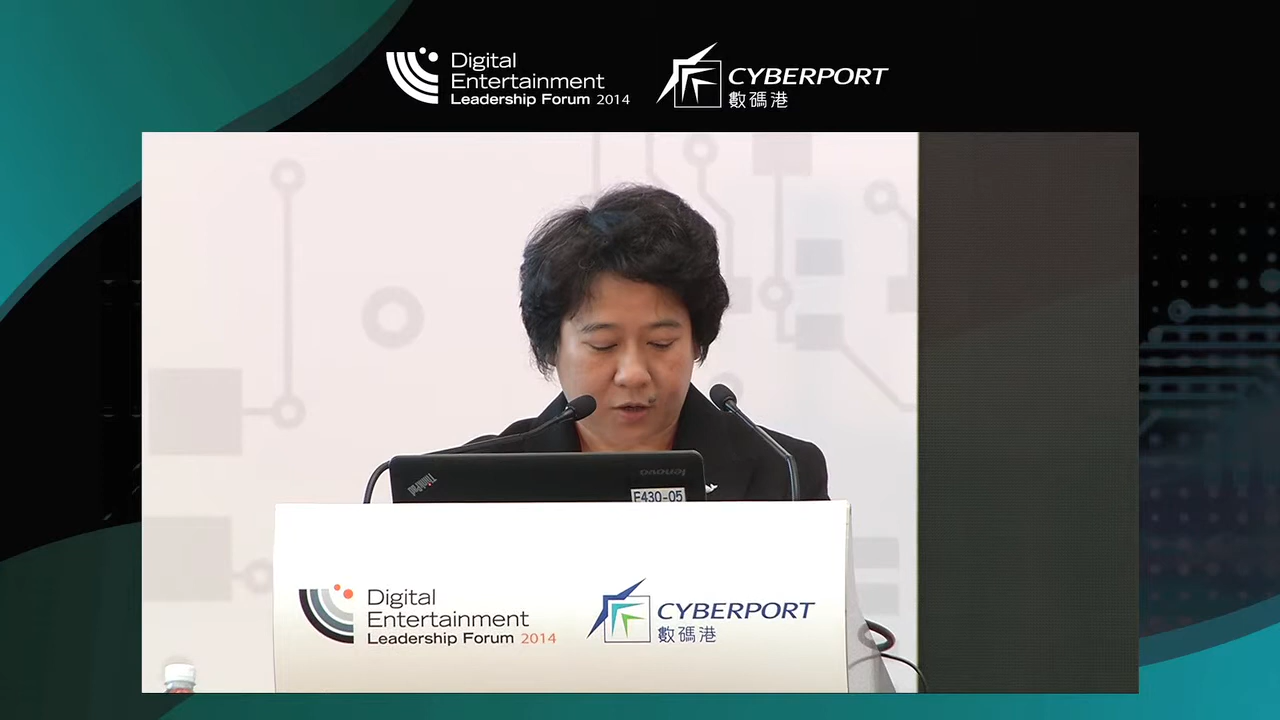 Digital
Entertainment
Leadership Forum 2014
CYBERPORT
數碼港
lenovo
ThinkPad
E430-05
Digital
Entertainment
Leadership Forum 2014
CYBERPORT
數碼港